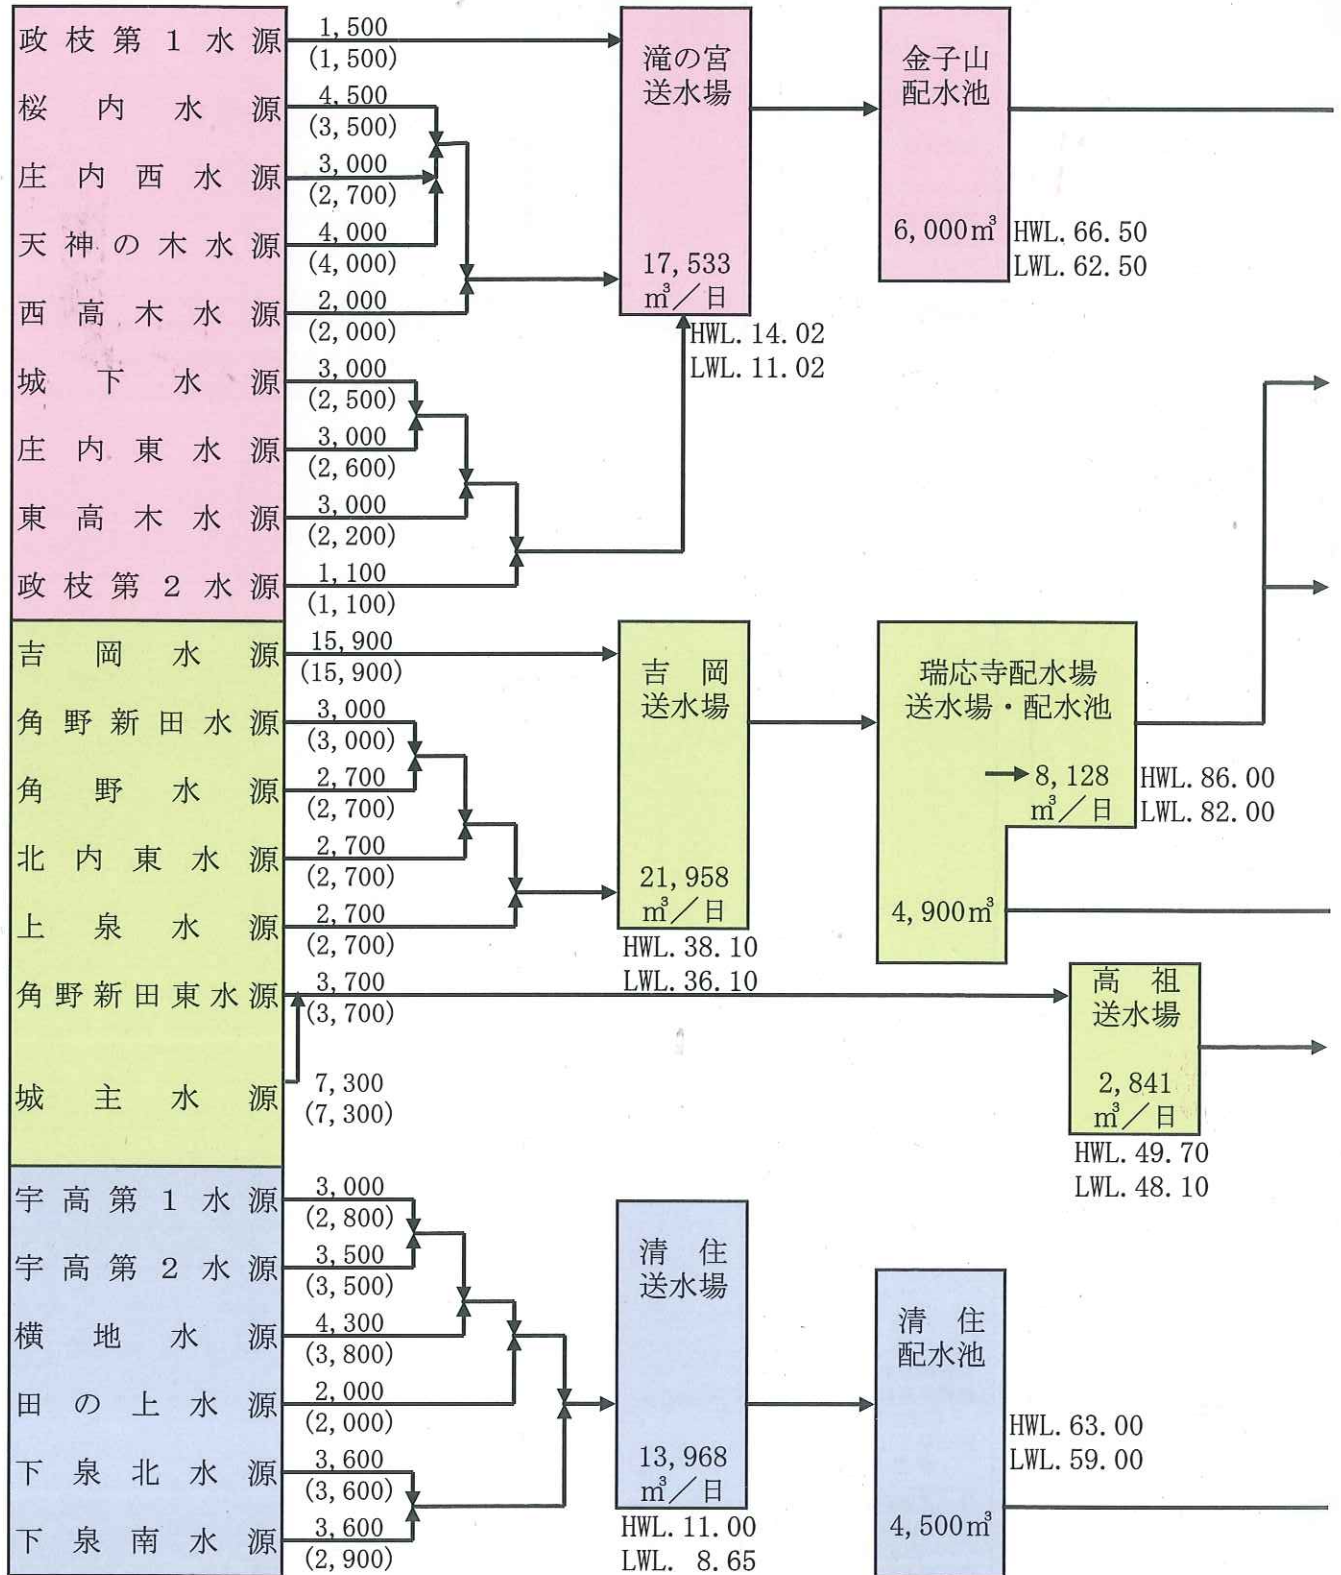 政枝第1水源
1,500
(1,500)
桜内水源
4,500
(3,500)
庄内西水源
3,000
(2,700)
天神の木水源
4,000
(4,000)
西高木水源
2,000
(2,000)
城下水源
3,000
(2,500)
庄内東水源
3,000
(2,600)
東高木水源
3,000
(2,200)
政枝第2水源
1,100
(1,100)
滝の宮
送水場
17,533
㎥/日
HWL.14.02
LWL.11.02
金子山
配水池
6,000㎥
HWL.66.50
LWL.62.50
吉岡水源
15,900
(15,900)
角野新田水源
3,000
(3,000)
角野水源
2,700
(2,700)
北内東水源
2,700
(2,700)
上泉水源
2,700
(2,700)
角野新田東水源
3,700
(3,700)
城主水源
7,300
(7,300)
吉岡
送水場
21,958
㎥/日
HWL.38.10
LWL.36.10
瑞応寺配水場
送水場・配水池
8,128
㎥/日
4,900㎥
HWL.86.00
LWL.82.00
高祖
送水場
2,841
㎥/日
HWL.49.70
LWL.48.10
宇高第1水源
3,000
(2,800)
宇高第2水源
3,500
(3,500)
横地水源
4,300
(3,800)
田の上水源
2,000
(2,000)
下泉北水源
3,600
(3,600)
下泉南水源
3,600
(2,900)
清住
送水場
13,968
㎥/日
HWL.11.00
LWL. 8.65
清住
配水池
4,500㎥
HWL.63.00
LWL.59.00